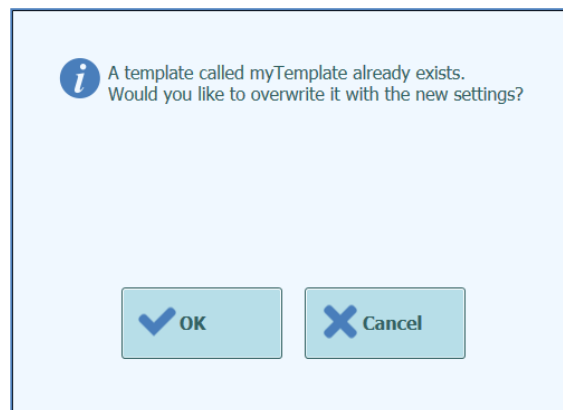 A template called myTemplate already exists.
Would you like to overwrite it with the new settings?
OK
Cancel